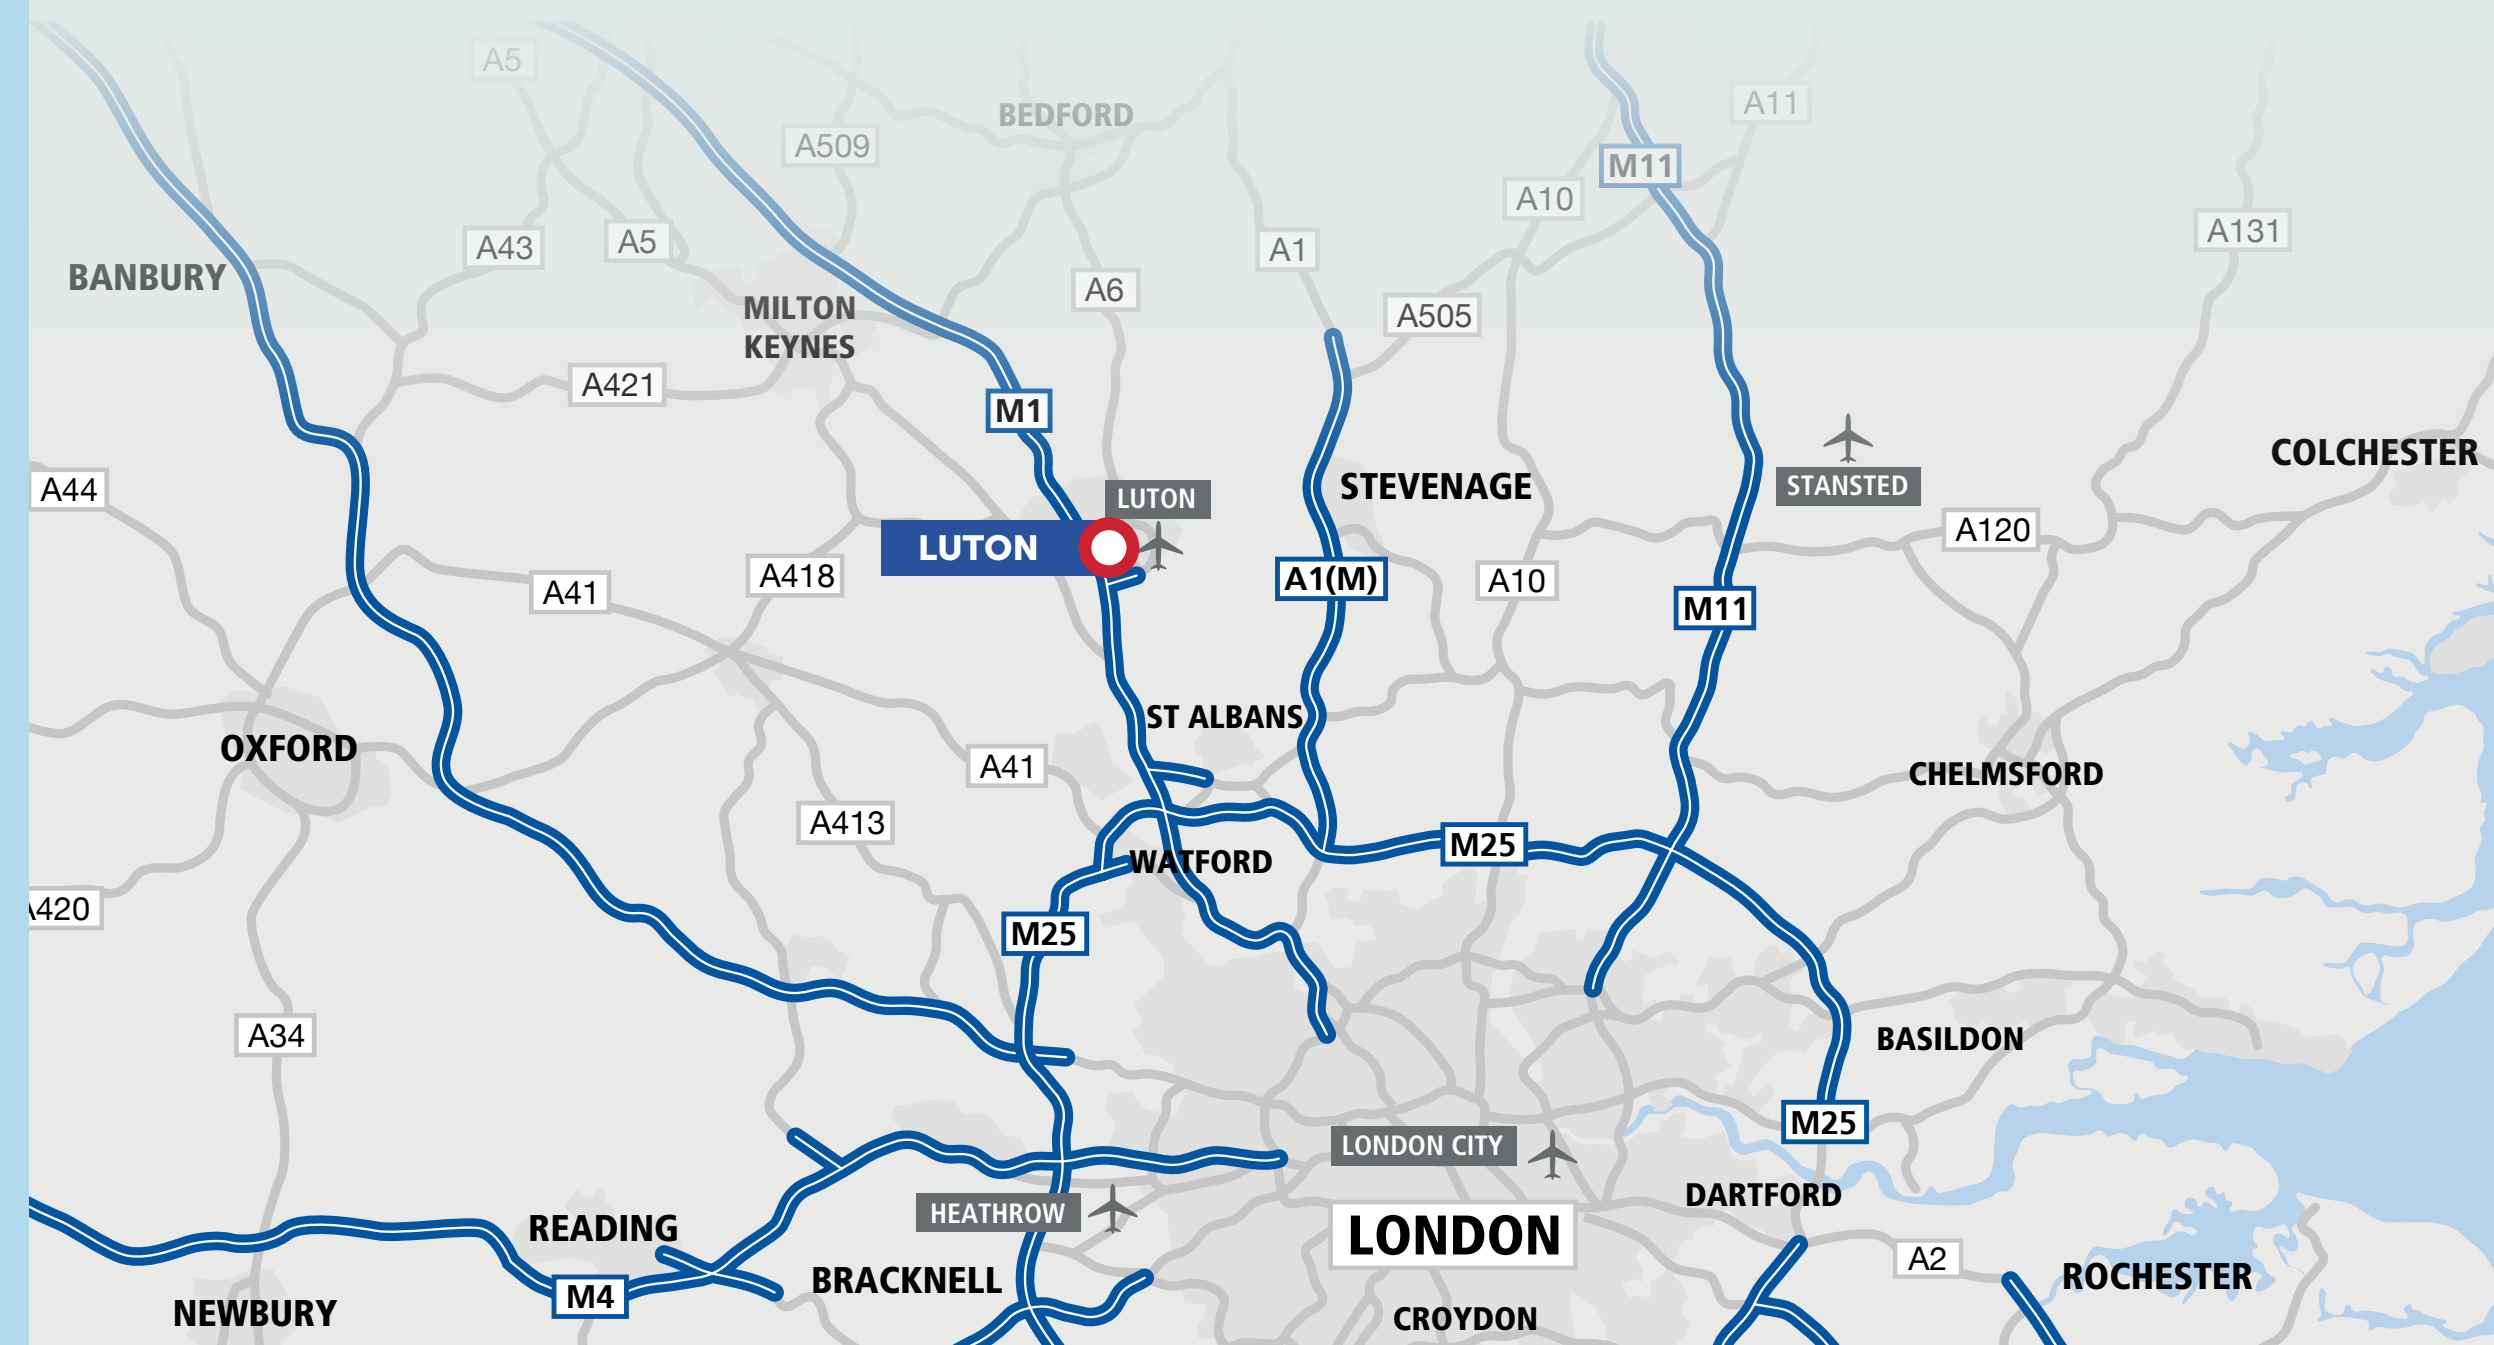 A5
BEDFORD
A11
A509
M11
A10
A43
A5
A1
A131
BANBURY
A6
MILTON
KEYNES
A505
A421
M1
COLCHESTER
A44
STEVENAGE
STANSTED
LUTON
LUTON
A120
A418
A41
A1(M)
A10
M11
ST ALBANS
OXFORD
A41
CHELMSFORD
A413
M25
WATFORD
A420
M25
A34
BASILDON
M25
LONDON CITY
DARTFORD
HEATHROW
READING
LONDON
A2
BRACKNELL
ROCHESTER
M4
NEWBURY
CROYDON